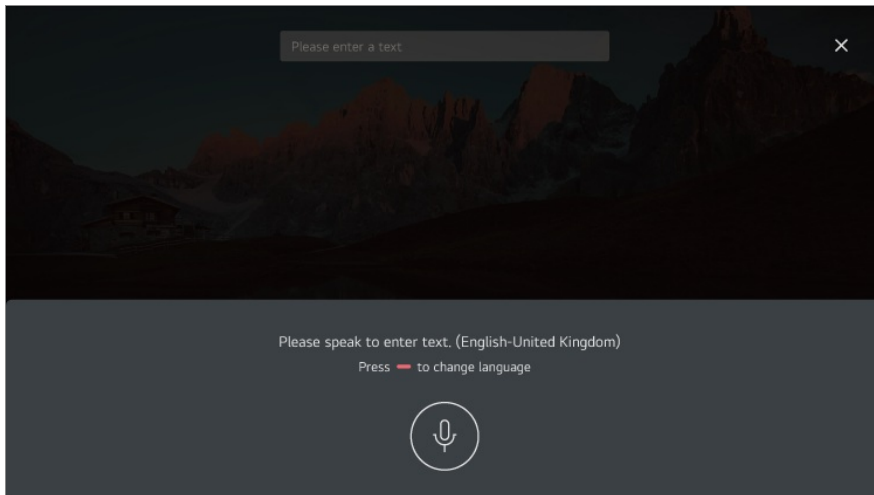 Please enter a text
Please speak to enter text. (English-United Kingdom)
Press to change language